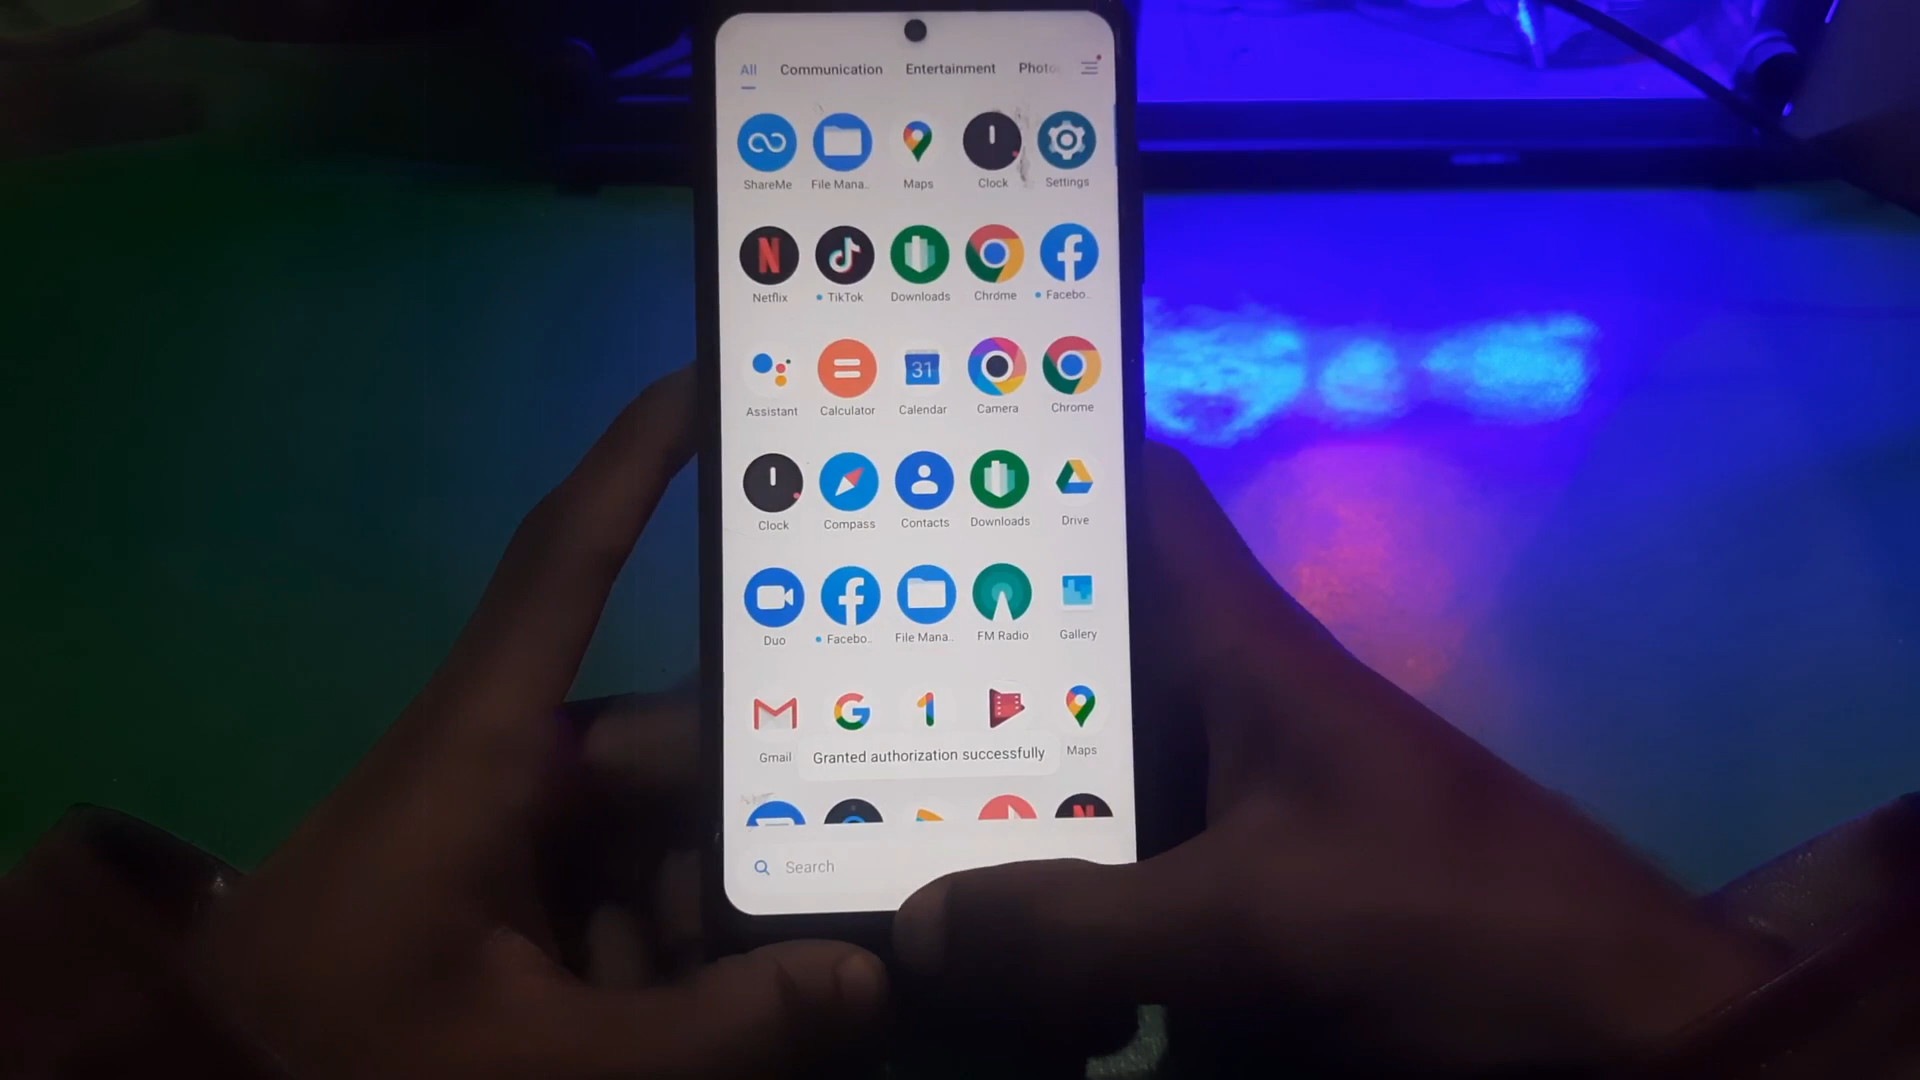 All Communication Entertainment Photo
ShareMe File Mana.. Maps Clock Settings
Netflix TikTok Downloads Chrome Facebo..
31
Assistant Calculator Calendar Camera Chrome
Clock Compass Contacts Downloads Drive
Duo Facebo.. File Mana.. FM Radio Gallery
Gmail Maps
Granted authorization successfully
Search